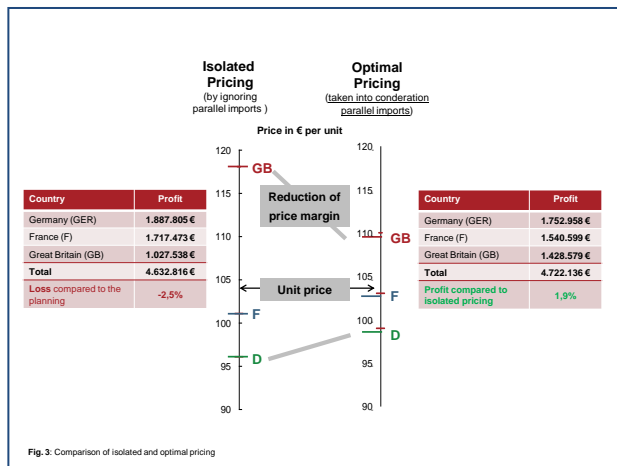 Isolated
Pricing
(by ignoring
parallel imports )
Optimal
Pricing
(taken into conderation
parallel imports)
Price in € per unit
120
115
110
105
100
95
90
GB
F
D
120
115
110
105
100
95
90
GB
F
D
Reduction of
price margin
Unit price
Country Profit
Germany (GER) 1.887.805 €
France (F) 1.717.473 €
Great Britain (GB) 1.027.538 €
Total 4.632.816 €
Loss compared to the
planning -2,5%
Country Profit
Germany (GER) 1.752.958 €
France (F) 1.540.599 €
Great Britain (GB) 1.428.579 €
Total 4.722.136 €
Profit compared to
isolated pricing 1,9%
Fig. 3: Comparison of isolated and optimal pricing